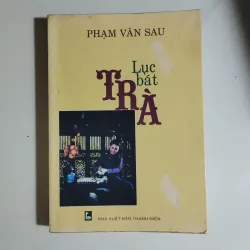 PHẠM VĂN SAU
Lục
bát
TRÀ
NHÀ XUẤT BẢN THANH NIÊN